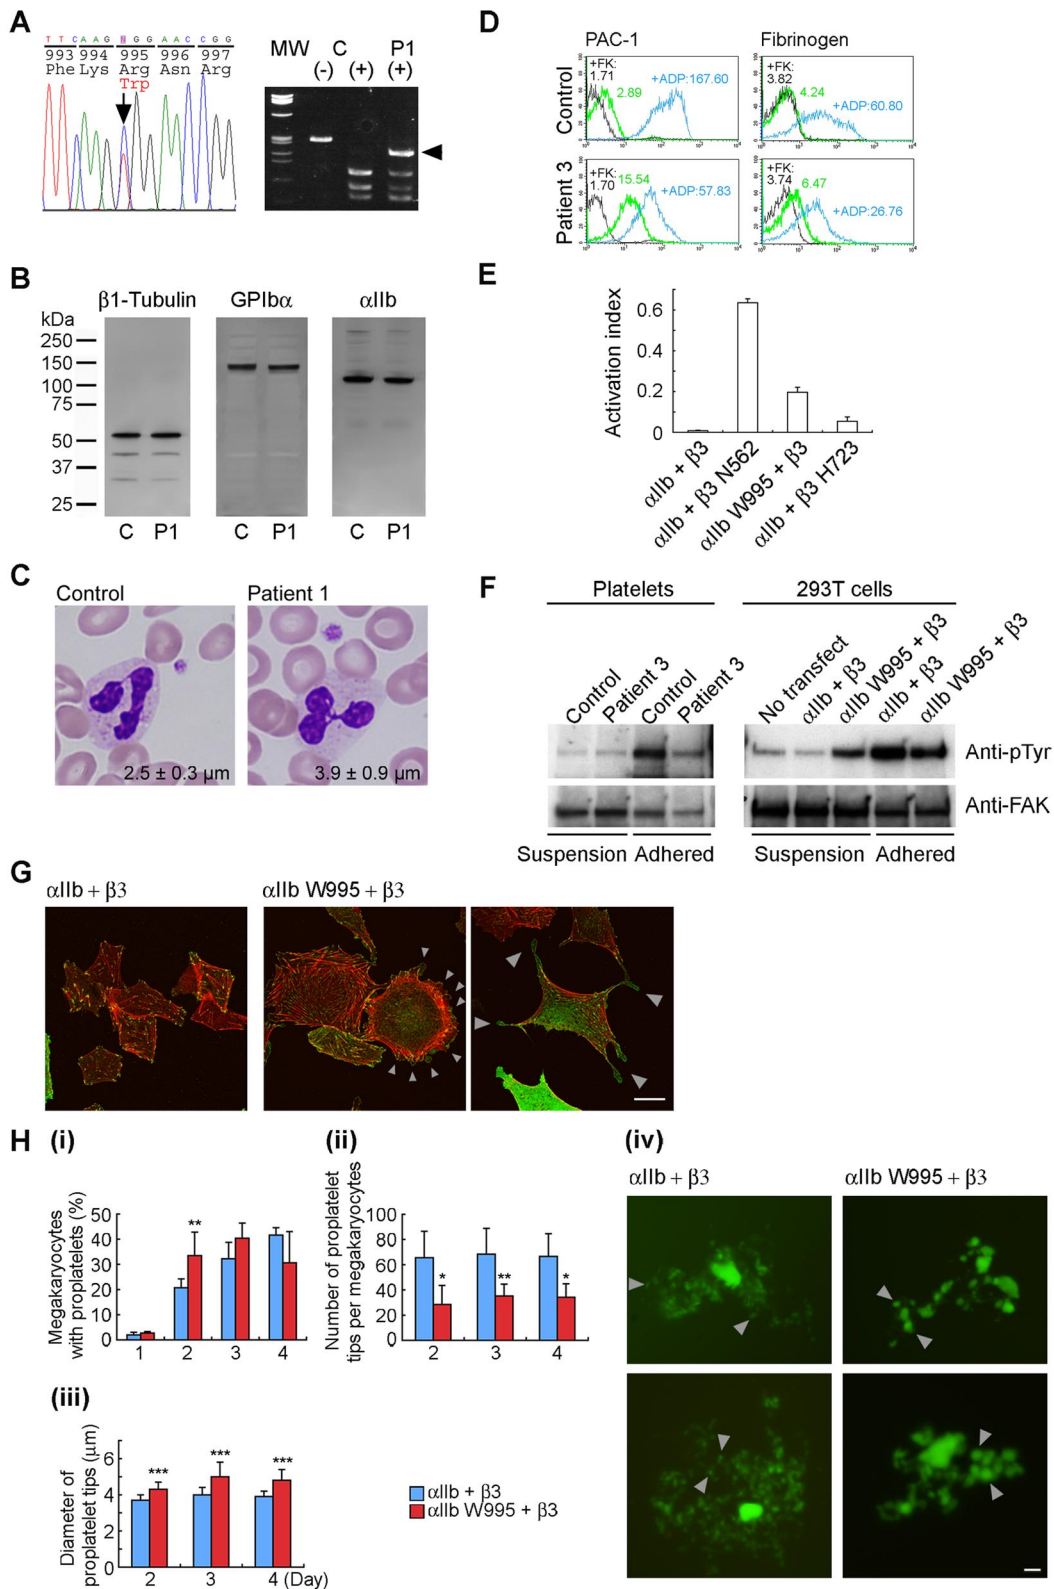 A
T T C A A G N G G A A C C G G
993 994 995 996 997
Phe Lys Arg Asn Arg
Trp
MW C P1
(-) (+) (+)
B
β1-Tubulin GPIbα αIIb
kDa
250
150
100
75
50
37
25
C P1 C P1 C P1
C
Control Patient 1
2.5 ± 0.3 μm 3.9 ± 0.9 μm
D
PAC-1 Fibrinogen
Control
+FK:
1.71
2.89
+ADP:167.60
+FK:
3.82
4.24
+ADP:60.80
Patient 3
+FK:
1.70
15.54
+ADP:57.83
+FK:
3.74
6.47
+ADP:26.76
E
Activation index
0.6
0.4
0.2
0
αIIb + β3
αIIb + β3 N562
αIIb W995 + β3
αIIb + β3 H723
F
Platelets 293T cells
Control
Patient 3
Control
Patient 3
No transfect
αIIb + β3
αIIb W995 + β3
αIIb + β3
αIIb W995 + β3
Anti-pTyr
Anti-FAK
Suspension Adhered Suspension Adhered
G
αIIb + β3 αIIb W995 + β3
H (i)
Megakaryocytes
with proplatelets (%)
50
40
30
20
10
0
**
1 2 3 4
(ii)
Number of proplatelet
tips per megakaryocytes
100
80
60
40
20
0
* ** *
2 3 4
(iii)
Diameter of
proplatelet tips (μm)
6
4
2
0
*** *** ***
2 3 4 (Day)
αIIb + β3
αIIb W995 + β3
(iv)
αIIb + β3 αIIb W995 + β3